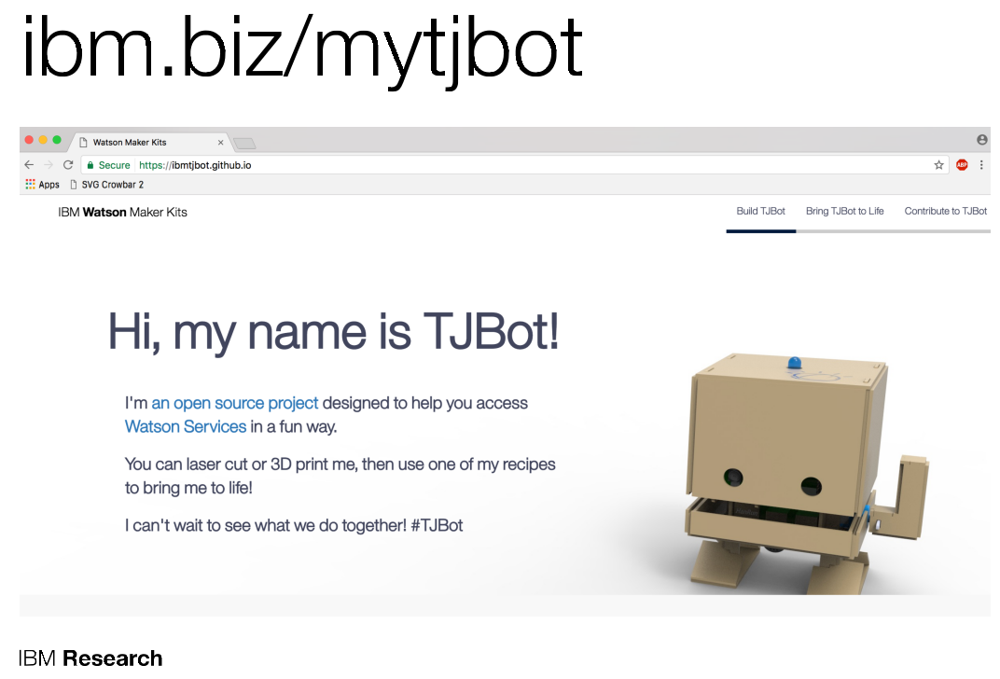 ibm.biz/mytjbot
Watson Maker Kits
Secure https://ibmtjbot.github.io
ABP
Apps SVG Crowbar 2
IBM Watson Maker Kits
Build TJBot Bring TJBot to Life Contribute to TJBot
Hi, my name is TJBot!
I'm an open source project designed to help you access
Watson Services in a fun way.
You can laser cut or 3D print me, then use one of my recipes
to bring me to life!
I can't wait to see what we do together! #TJBot
IBM Research